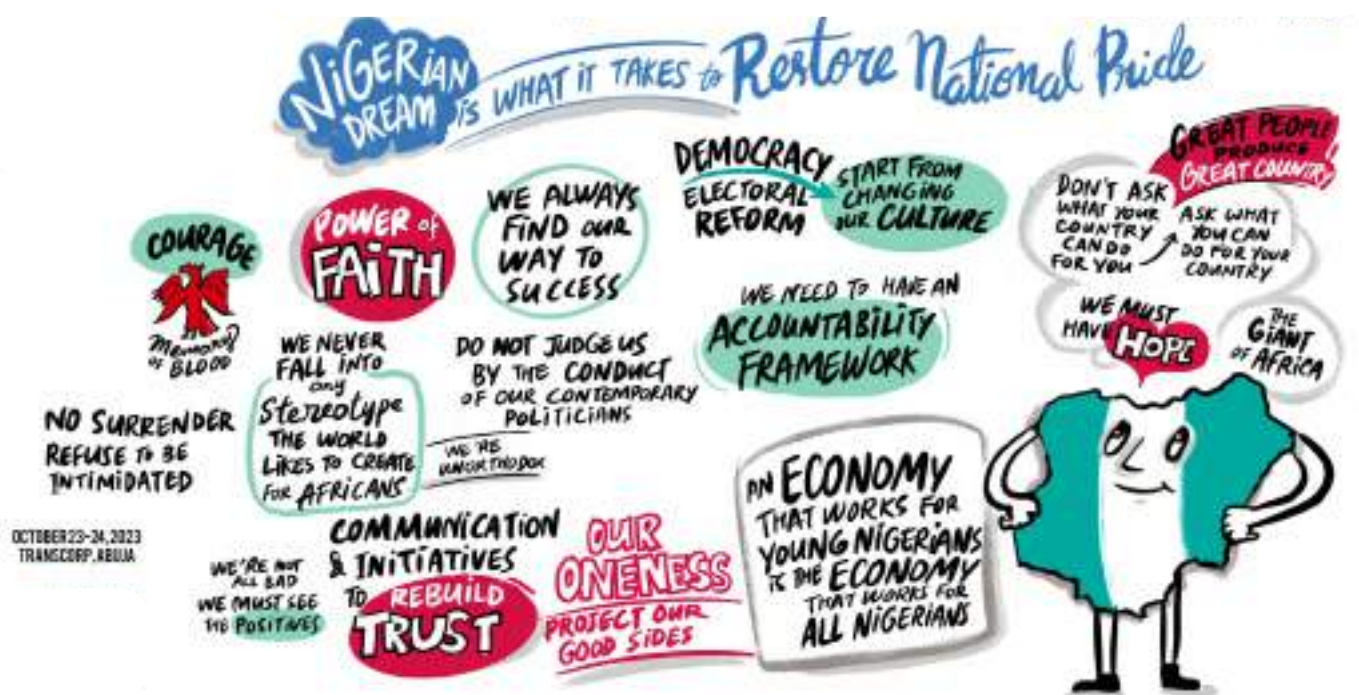 NIGERIAN
DREAM
IS WHAT IT TAKES to Restore National Pride
COURAGE
Memorial
OF BLOOD
NO SURRENDER
REFUSE TO BE
INTIMIDATED
POWER of
FAITH
WE NEVER
FALL INTO
any
Stereotype
THE WORLD
LIKES TO CREATE
FOR AFRICANS
WE ALWAYS
FIND OUR
WAY TO
SUCCESS
DO NOT JUDGE US
BY THE CONDUCT
OF OUR CONTEMPORARY
POLITICIANS
WE'RE
UNORTHODOX
DEMOCRACY
ELECTORAL
REFORM
START FROM
CHANGING
OUR CULTURE
WE NEED TO HAVE AN
ACCOUNTABILITY
FRAMEWORK
GREAT PEOPLE
PRODUCE
GREAT COUNTRY
DON'T ASK
WHAT YOUR
COUNTRY
CAN DO
FOR YOU
ASK WHAT
YOU CAN
DO FOR YOUR
COUNTRY
WE MUST
HAVE HOPE
THE
GIANT
OF AFRICA
OCTOBER 23-24, 2023
TRANSCORP, ABUJA
WE'RE NOT
ALL BAD
WE MUST SEE
THE POSITIVES
COMMUNICATION
& INITIATIVES
TO REBUILD
TRUST
OUR
ONENESS
PROJECT OUR
GOOD SIDES
AN ECONOMY
THAT WORKS FOR
YOUNG NIGERIANS
IS THE ECONOMY
THAT WORKS FOR
ALL NIGERIANS